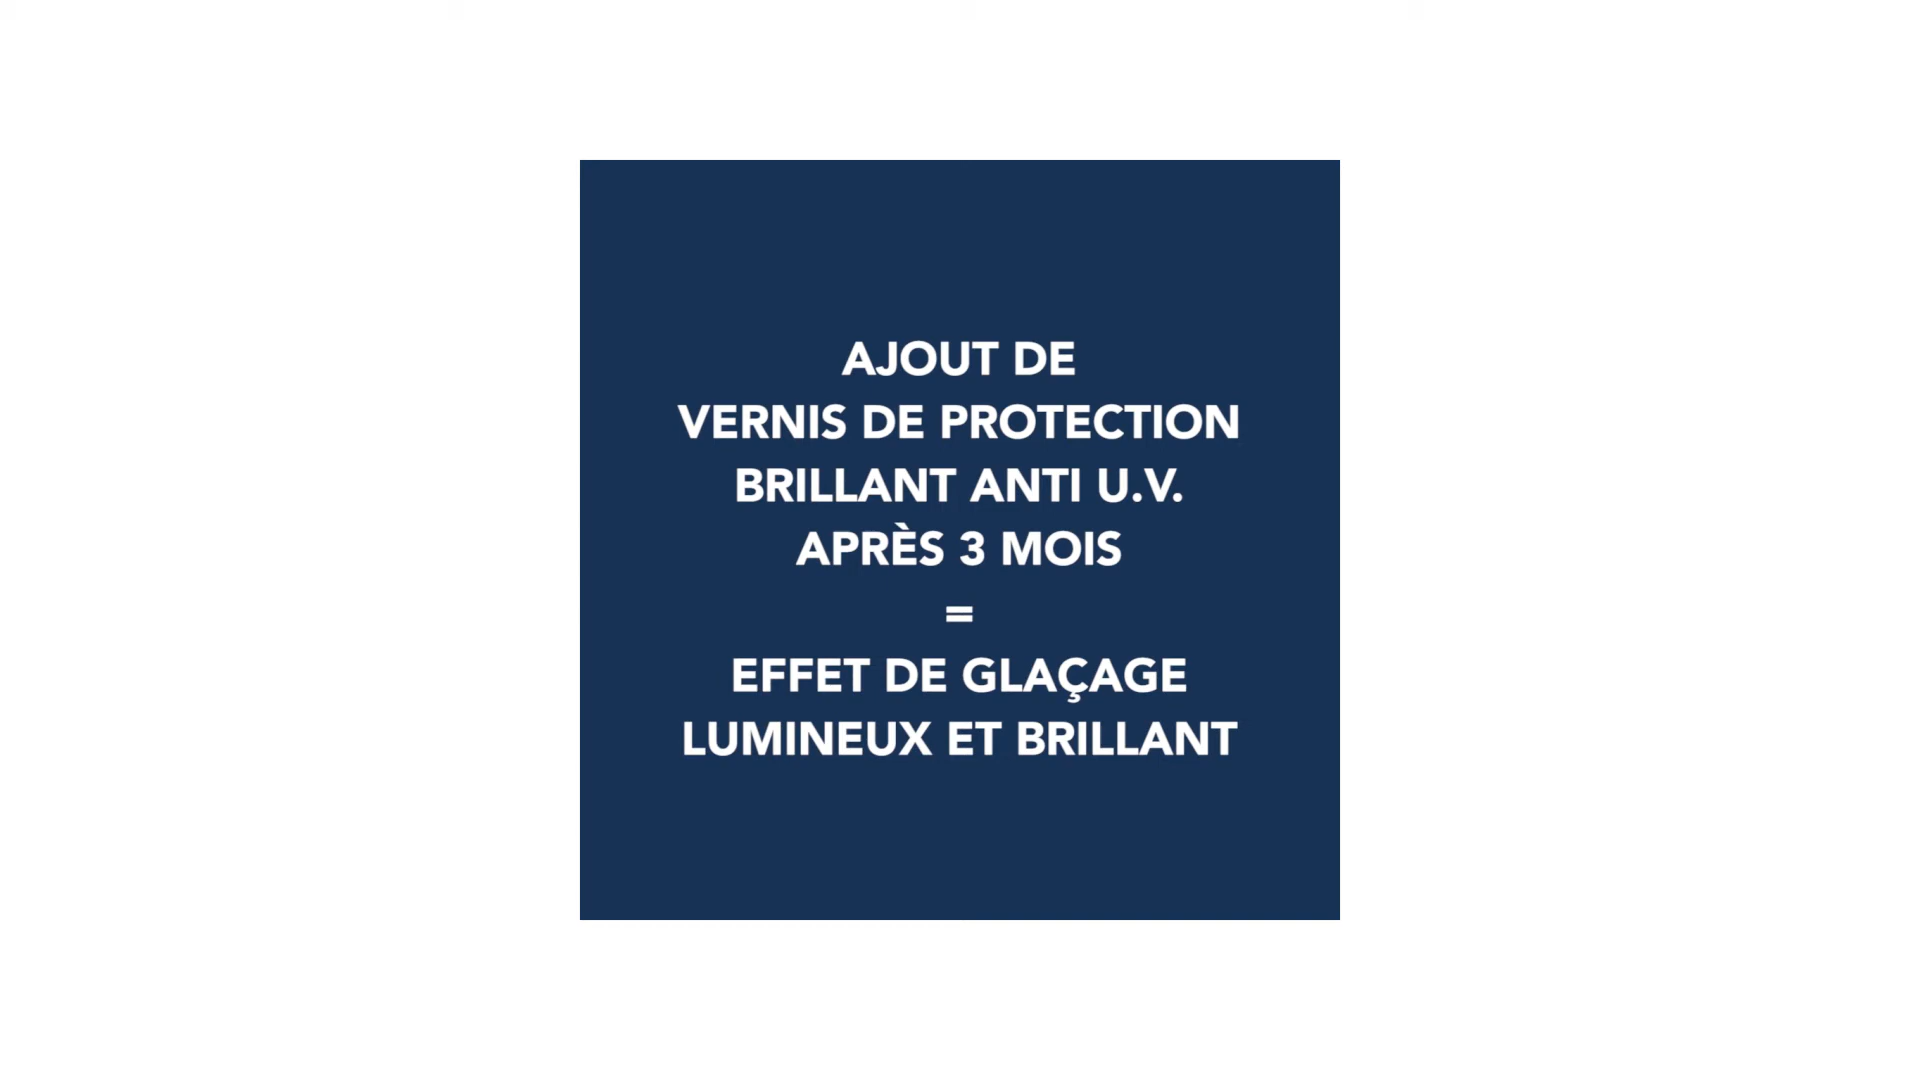 AJOUT DE
VERNIS DE PROTECTION
BRILLANT ANTI U.V.
APRÈS 3 MOIS
=
EFFET DE GLAÇAGE
LUMINEUX ET BRILLANT